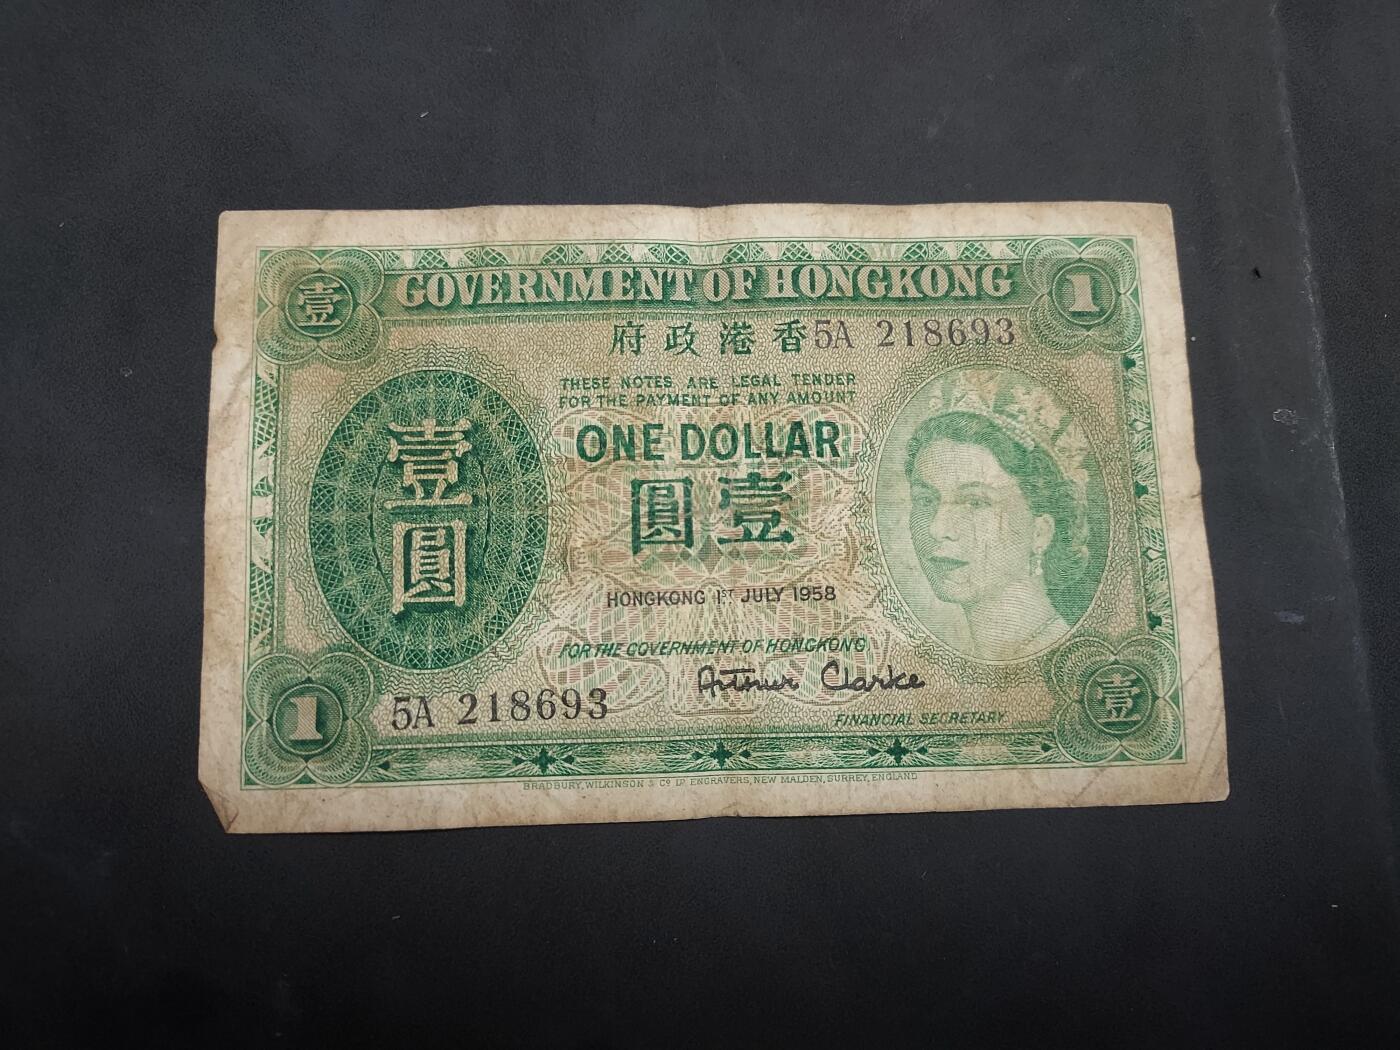 壹 GOVERNMENT OF HONGKONG 1
府政港香 5A 218693
THESE NOTES ARE LEGAL TENDER
FOR THE PAYMENT OF ANY AMOUNT
ONE DOLLAR
圓壹
壹圓
HONGKONG 1ST JULY 1958
FOR THE GOVERNMENT OF HONGKONG
Arthur Clarke
1 5A 218693 壹
FINANCIAL SECRETARY
BRADBURY, WILKINSON & Co. LD. ENGRAVERS, NEW MALDEN, SURREY, ENGLAND